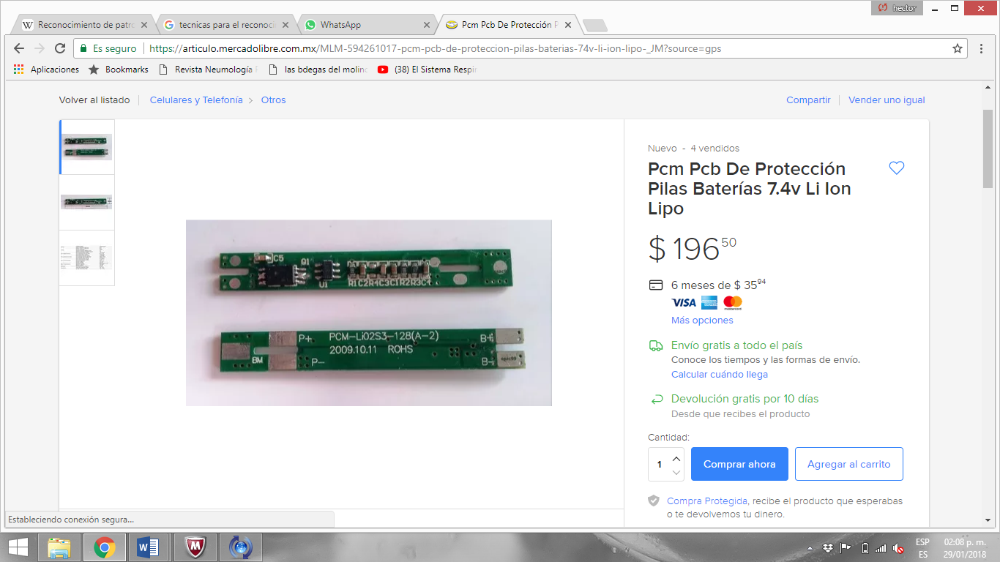 hector
Reconocimiento de patro
tecnicas para el reconoci
WhatsApp
Pcm Pcb De Protección P
Es seguro
https://articulo.mercadolibre.com.mx/MLM-594261017-pcm-pcb-de-proteccion-pilas-baterias-74v-li-ion-lipo-_JM?source=gps
Aplicaciones
Bookmarks
Revista Neumología
las bdegas del molino
(38) El Sistema Respir
Volver al listado
Celulares y Telefonía
Otros
Compartir
Vender uno igual
C5
Q1
U1
R1C2R4C3C1R2R3C4
P+
PCM-Li02S3-128(A-2)
B+
2009.10.11 ROHS
BM
P-
B-
Nuevo - 4 vendidos
Pcm Pcb De Protección
Pilas Baterías 7.4v Li Ion
Lipo
$ 196 50
6 meses de $ 35 94
VISA
mastercard
Más opciones
Envío gratis a todo el país
Conoce los tiempos y las formas de envío.
Calcular cuándo llega
Devolución gratis por 10 días
Desde que recibes el producto
Cantidad:
1
Comprar ahora
Agregar al carrito
Compra Protegida, recibe el producto que esperabas
o te devolvemos tu dinero.
Estableciendo conexión segura...
ESP
ES
02:08 p. m.
29/01/2018